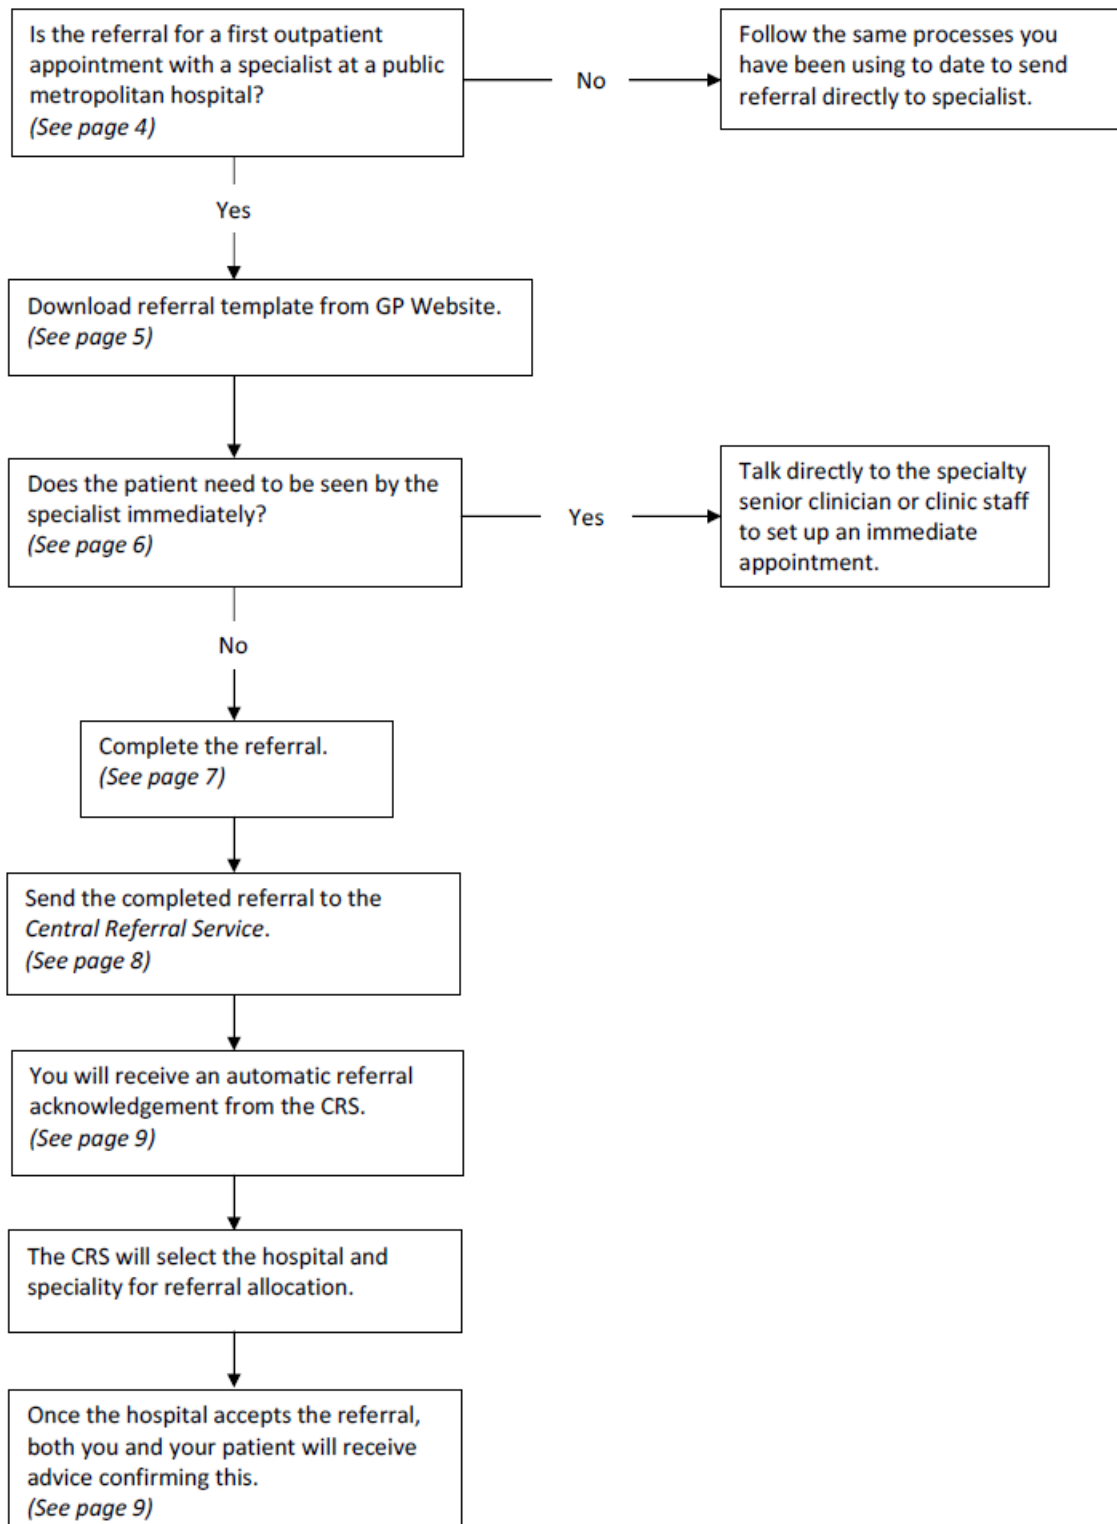 Is the referral for a first outpatient
appointment with a specialist at a public
metropolitan hospital?
(See page 4)
No
Follow the same processes you
have been using to date to send
referral directly to specialist.
Yes
Download referral template from GP Website.
(See page 5)
Does the patient need to be seen by the
specialist immediately?
(See page 6)
Yes
Talk directly to the specialty
senior clinician or clinic staff
to set up an immediate
appointment.
No
Complete the referral.
(See page 7)
Send the completed referral to the
Central Referral Service.
(See page 8)
You will receive an automatic referral
acknowledgement from the CRS.
(See page 9)
The CRS will select the hospital and
speciality for referral allocation.
Once the hospital accepts the referral,
both you and your patient will receive
advice confirming this.
(See page 9)